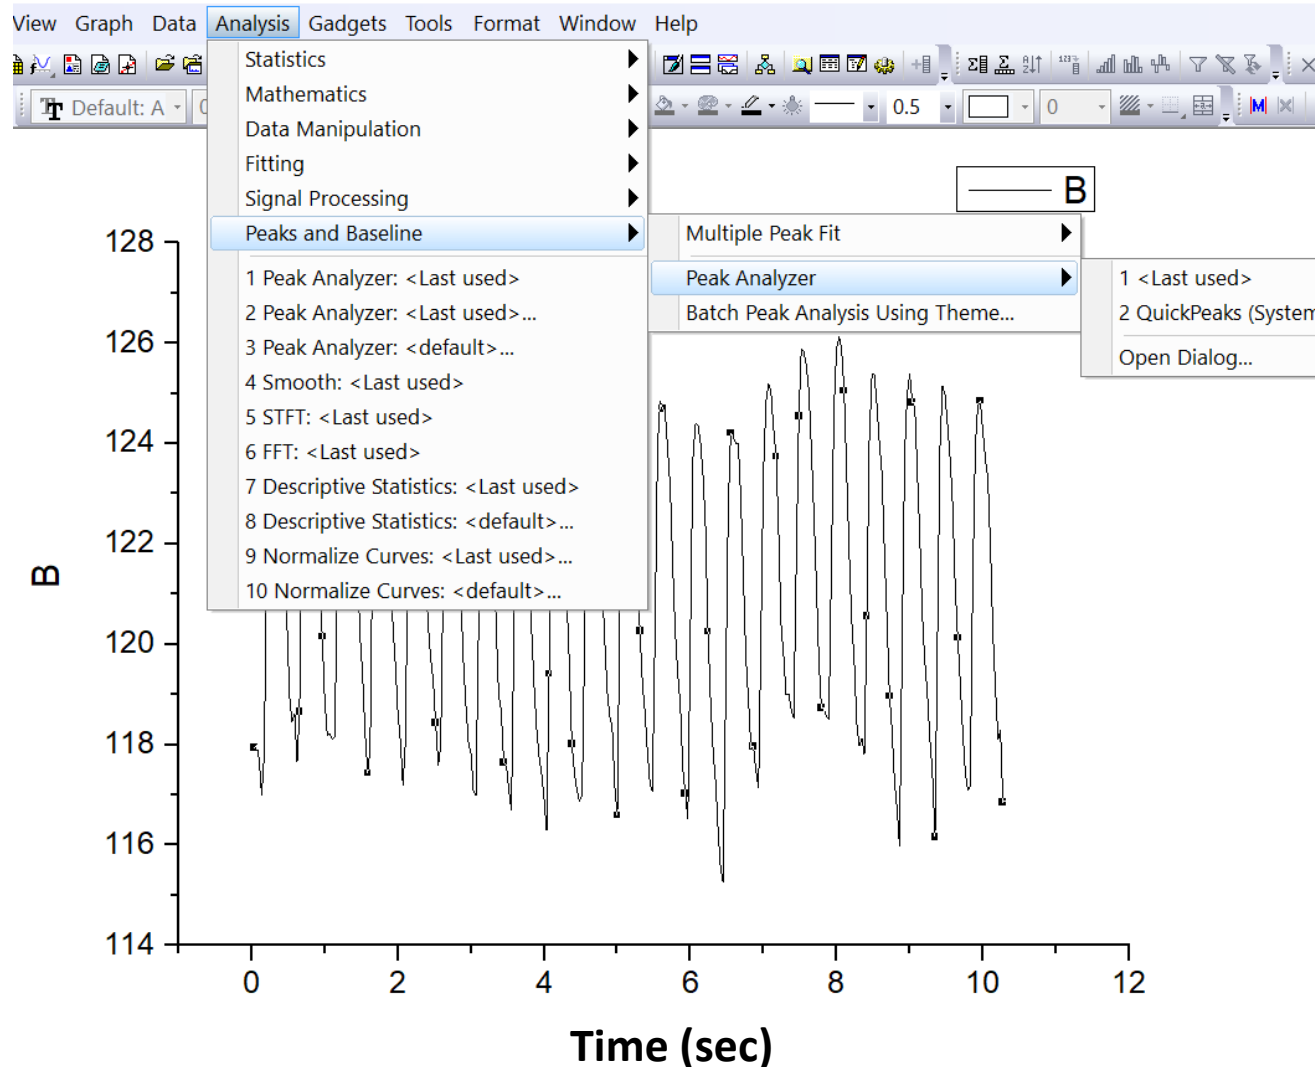 View Graph Data Analysis Gadgets Tools Format Window Help
Default: A 0 0.5 0
Statistics
Mathematics
Data Manipulation
Fitting
Signal Processing
Peaks and Baseline
1 Peak Analyzer: <Last used>
2 Peak Analyzer: <Last used>...
3 Peak Analyzer: <default>...
4 Smooth: <Last used>
5 STFT: <Last used>
6 FFT: <Last used>
7 Descriptive Statistics: <Last used>
8 Descriptive Statistics: <default>...
9 Normalize Curves: <Last used>...
10 Normalize Curves: <default>...
Multiple Peak Fit
Peak Analyzer
Batch Peak Analysis Using Theme...
1 <Last used>
2 QuickPeaks (System
Open Dialog...
B
128
126
124
122
120
118
116
114
B
0 2 4 6 8 10 12
Time (sec)